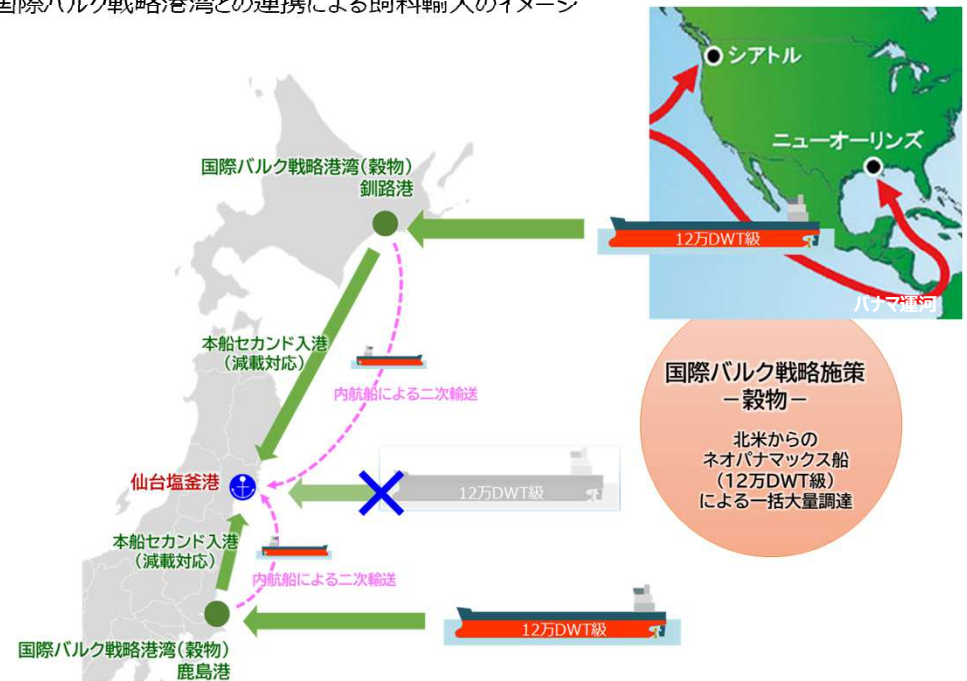 国際バルク戦略港湾との連携による飼料輸入のイメージ
シアトル
ニューオーリンズ
パナマ運河
国際バルク戦略港湾(穀物)
釧路港
12万DWT級
本船セカンド入港
(減載対応)
内航船による二次輸送
国際バルク戦略施策
－穀物－
北米からの
ネオパナマックス船
(12万DWT級)
による一括大量調達
仙台塩釜港
12万DWT級
本船セカンド入港
(減載対応)
内航船による二次輸送
12万DWT級
国際バルク戦略港湾(穀物)
鹿島港